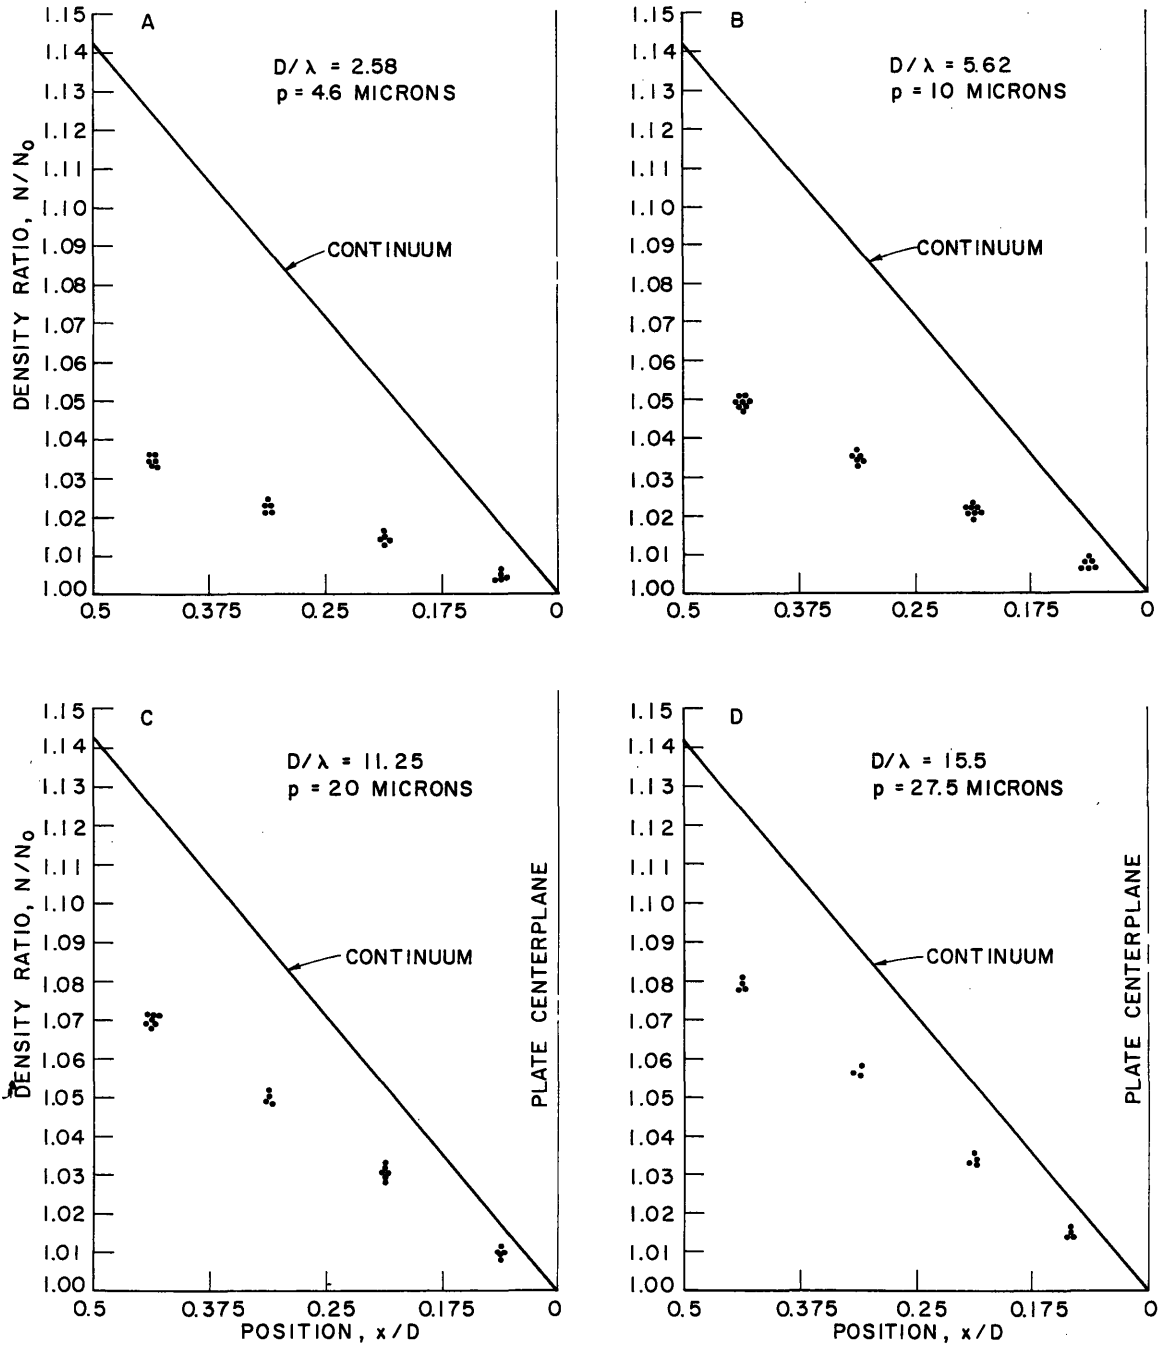 A
1.15
1.14
1.13
1.12
1.11
1.10
1.09
1.08
1.07
1.06
1.05
1.04
1.03
1.02
1.01
1.00
DENSITY RATIO, N/N₀
D/λ = 2.58
p = 4.6 MICRONS
CONTINUUM
0.5 0.375 0.25 0.175 0
B
1.15
1.14
1.13
1.12
1.11
1.10
1.09
1.08
1.07
1.06
1.05
1.04
1.03
1.02
1.01
1.00
D/λ = 5.62
p = 10 MICRONS
CONTINUUM
0.5 0.375 0.25 0.175 0
C
1.15
1.14
1.13
1.12
1.11
1.10
1.09
1.08
1.07
1.06
1.05
1.04
1.03
1.02
1.01
1.00
DENSITY RATIO, N/N₀
D/λ = 11.25
p = 20 MICRONS
CONTINUUM
PLATE CENTERPLANE
0.5 0.375 0.25 0.175 0
POSITION, x/D
D
1.15
1.14
1.13
1.12
1.11
1.10
1.09
1.08
1.07
1.06
1.05
1.04
1.03
1.02
1.01
1.00
D/λ = 15.5
p = 27.5 MICRONS
CONTINUUM
PLATE CENTERPLANE
0.5 0.375 0.25 0.175 0
POSITION, x/D